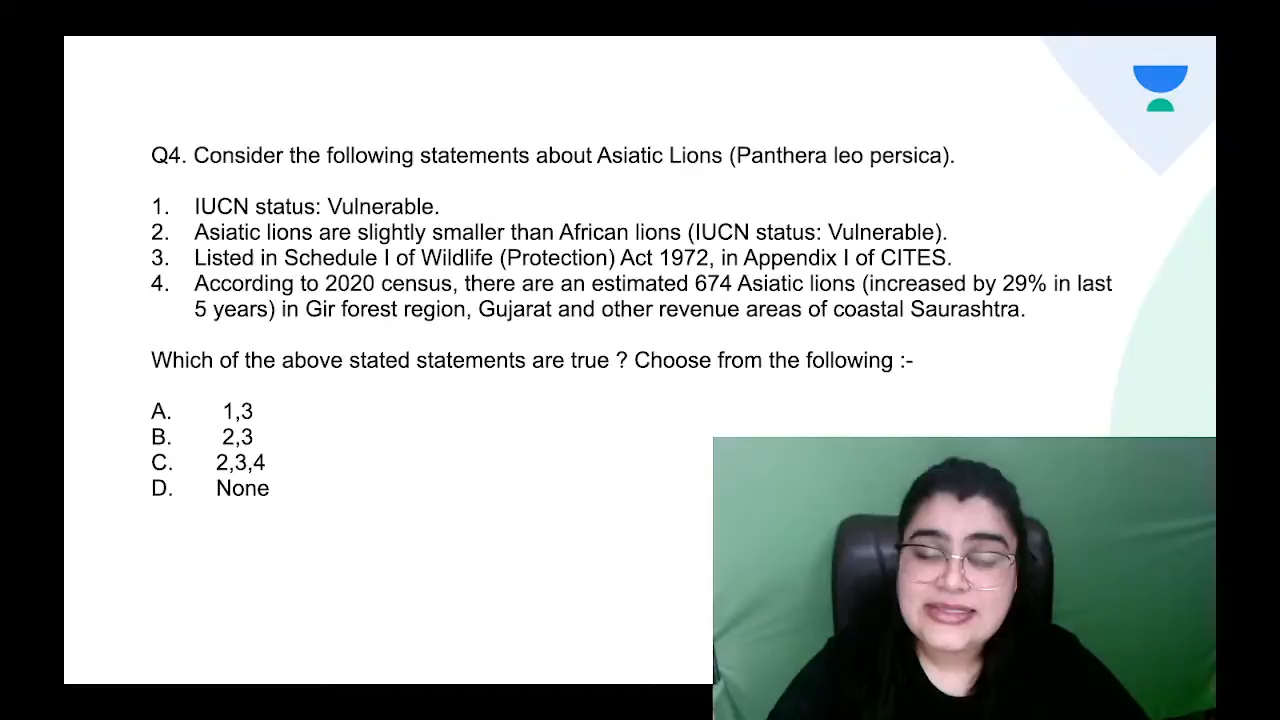 Q4. Consider the following statements about Asiatic Lions (Panthera leo persica).
1. IUCN status: Vulnerable.
2. Asiatic lions are slightly smaller than African lions (IUCN status: Vulnerable).
3. Listed in Schedule I of Wildlife (Protection) Act 1972, in Appendix I of CITES.
4. According to 2020 census, there are an estimated 674 Asiatic lions (increased by 29% in last
5 years) in Gir forest region, Gujarat and other revenue areas of coastal Saurashtra.
Which of the above stated statements are true ? Choose from the following :-
A. 1,3
B. 2,3
C. 2,3,4
D. None